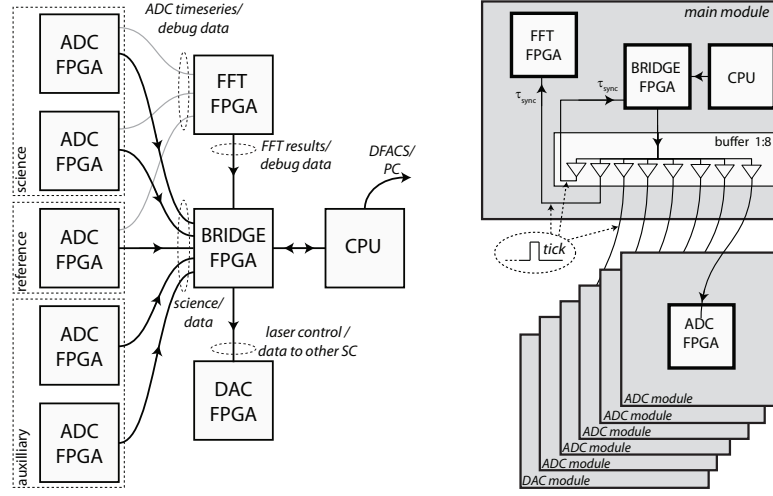 ADC timeseries/
debug data
ADC
FPGA
ADC
FPGA
science
ADC
FPGA
reference
ADC
FPGA
ADC
FPGA
auxilliary
FFT
FPGA
FFT results/
debug data
BRIDGE
FPGA
science/
data
DFACS/
PC
CPU
laser control /
data to other SC
DAC
FPGA
main module
FFT
FPGA
τsync
τsync
BRIDGE
FPGA
CPU
buffer 1:8
tick
ADC
FPGA
ADC module
ADC module
ADC module
ADC module
ADC module
DAC module